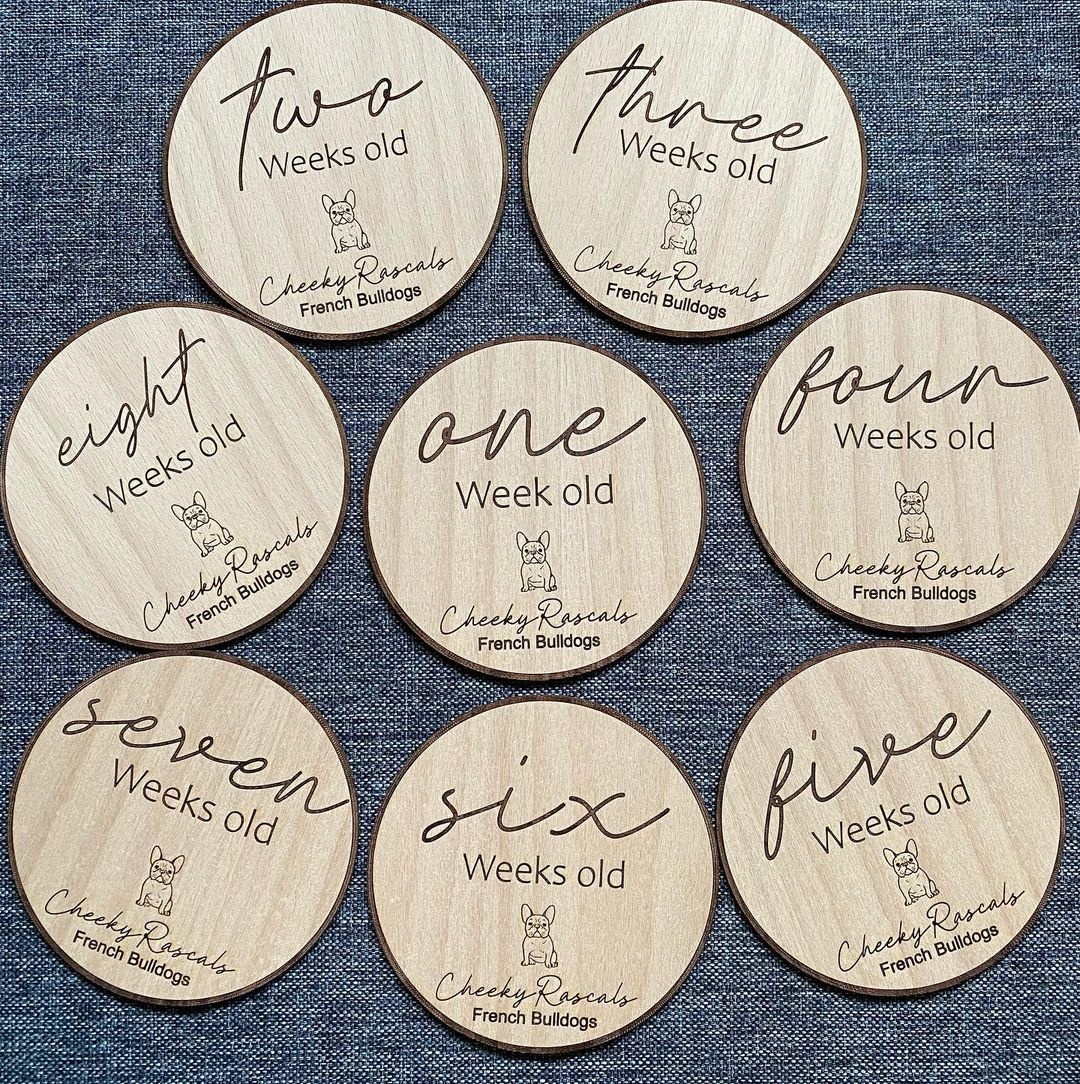 two
Weeks old
Cheeky Rascals
French Bulldogs
three
Weeks old
Cheeky Rascals
French Bulldogs
eight
Weeks old
Cheeky Rascals
French Bulldogs
one
Week old
Cheeky Rascals
French Bulldogs
four
Weeks old
Cheeky Rascals
French Bulldogs
seven
Weeks old
Cheeky Rascals
French Bulldogs
six
Weeks old
Cheeky Rascals
French Bulldogs
five
Weeks old
Cheeky Rascals
French Bulldogs